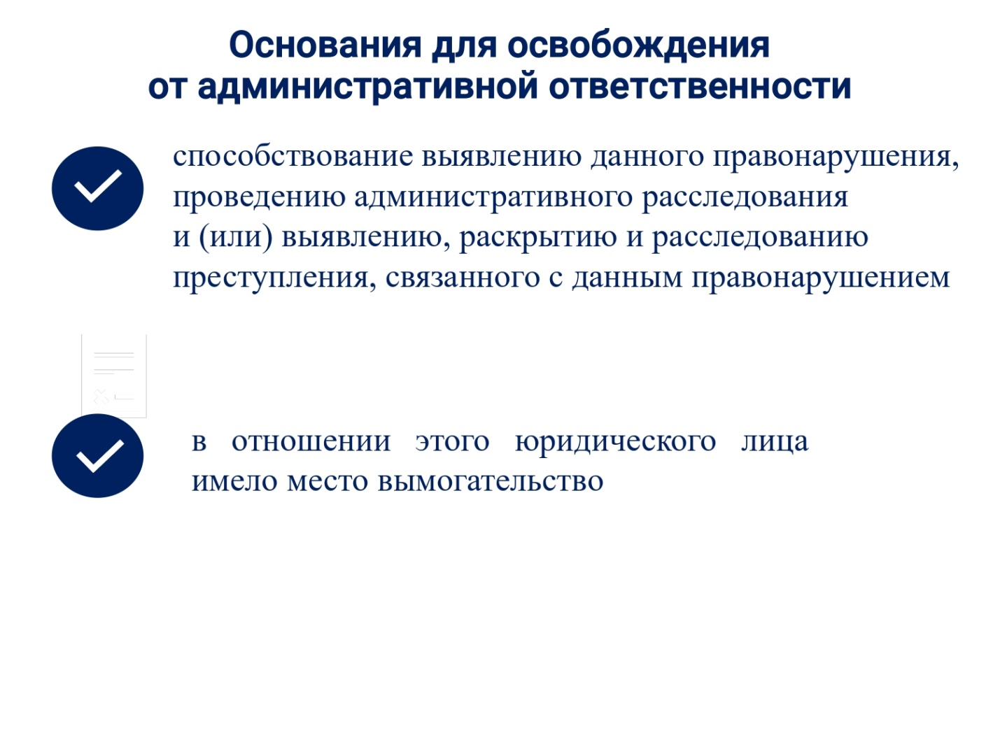 Основания для освобождения
от административной ответственности
способствование выявлению данного правонарушения,
проведению административного расследования
и (или) выявлению, раскрытию и расследованию
преступления, связанного с данным правонарушением
в отношении этого юридического лица
имело место вымогательство